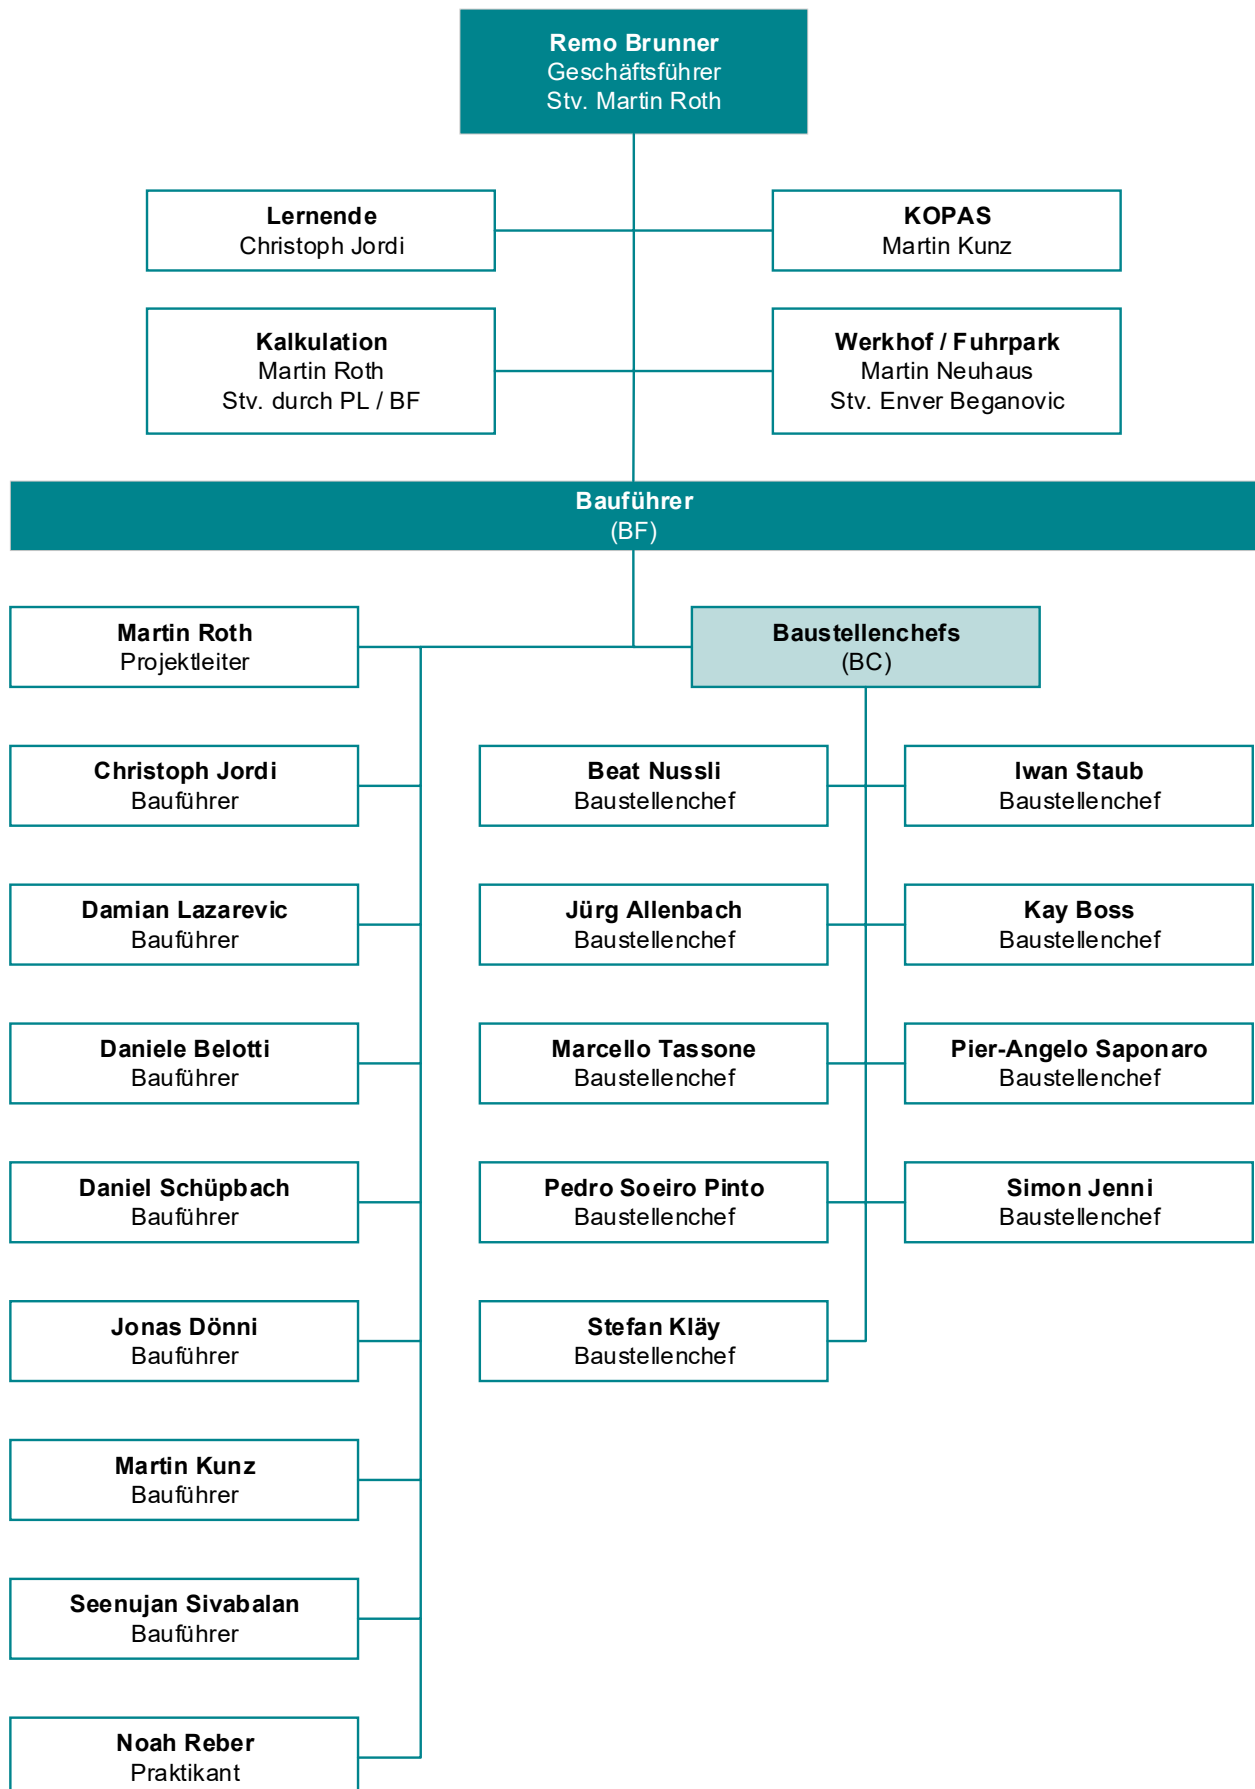 Remo Brunner
Geschäftsführer
Stv. Martin Roth
Lernende
Christoph Jordi
KOPAS
Martin Kunz
Kalkulation
Martin Roth
Stv. durch PL / BF
Werkhof / Fuhrpark
Martin Neuhaus
Stv. Enver Beganovic
Bauführer
(BF)
Martin Roth
Projektleiter
Baustellenchefs
(BC)
Christoph Jordi
Bauführer
Beat Nussli
Baustellenchef
Iwan Staub
Baustellenchef
Damian Lazarevic
Bauführer
Jürg Allenbach
Baustellenchef
Kay Boss
Baustellenchef
Daniele Belotti
Bauführer
Marcello Tassone
Baustellenchef
Pier-Angelo Saponaro
Baustellenchef
Daniel Schüpbach
Bauführer
Pedro Soeiro Pinto
Baustellenchef
Simon Jenni
Baustellenchef
Jonas Dönni
Bauführer
Stefan Kläy
Baustellenchef
Martin Kunz
Bauführer
Seenujan Sivabalan
Bauführer
Noah Reber
Praktikant